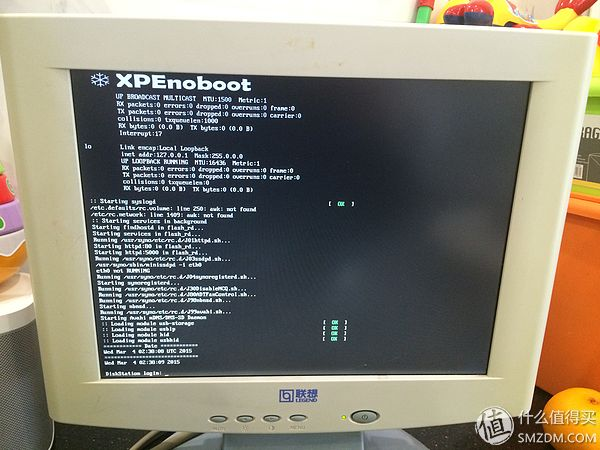 XPEnoboot
UP BROADCAST MULTICAST MTU:1500 Metric:1
RX packets:0 errors:0 dropped:0 overruns:0 frame:0
TX packets:0 errors:0 dropped:0 overruns:0 carrier:0
collisions:0 txqueuelen:1000
RX bytes:0 (0.0 B) TX bytes:0 (0.0 B)
Interrupt:17
lo Link encap:Local Loopback
inet addr:127.0.0.1 Mask:255.0.0.0
UP LOOPBACK RUNNING MTU:16436 Metric:1
RX packets:0 errors:0 dropped:0 overruns:0 frame:0
TX packets:0 errors:0 dropped:0 overruns:0 carrier:0
collisions:0 txqueuelen:0
RX bytes:0 (0.0 B) TX bytes:0 (0.0 B)
:: Starting syslogd [ OK ]
/etc.defaults/rc.volume: line 250: awk: not found
/etc/rc.network: line 1409: awk: not found
:: Starting services in background
Starting findhostd in flash_rd...
Starting services in flash_rd...
Running /usr/syno/etc/rc.d/J01httpd.sh...
Starting httpd:80 in flash_rd...
Starting httpd:5000 in flash_rd...
Running /usr/syno/etc/rc.d/J03ssdpd.sh...
/usr/syno/sbin/minissdpd -i eth0
eth0 not RUNNING
Running /usr/syno/etc/rc.d/J04synoregisterd.sh...
Starting synoregisterd...
Running /usr/syno/etc/rc.d/J30DisableNCQ.sh...
Running /usr/syno/etc/rc.d/J80ADTFanControl.sh...
Running /usr/syno/etc/rc.d/J98nbnsd.sh...
Starting nbnsd...
Running /usr/syno/etc/rc.d/J99avahi.sh...
Starting Avahi mDNS/DNS-SD Daemon
:: Loading module usb-storage [ OK ]
:: Loading module usblp [ OK ]
:: Loading module hid [ OK ]
:: Loading module usbhid [ OK ]
============ Date ============
Wed Mar 4 02:38:08 UTC 2015
==============================
Wed Mar 4 02:38:09 2015
DiskStation login: _
联想
LEGEND
MENU
值 什么值得买
SMZDM.COM